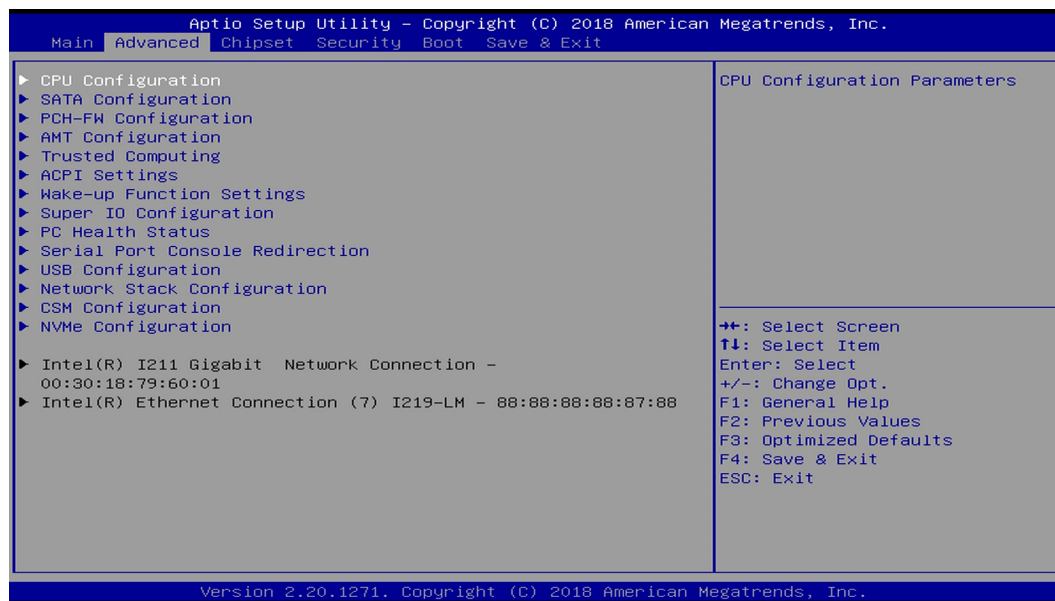 Aptio Setup Utility – Copyright (C) 2018 American Megatrends, Inc.
Main Advanced Chipset Security Boot Save & Exit
▶ CPU Configuration
▶ SATA Configuration
▶ PCH-FW Configuration
▶ AMT Configuration
▶ Trusted Computing
▶ ACPI Settings
▶ Wake-up Function Settings
▶ Super IO Configuration
▶ PC Health Status
▶ Serial Port Console Redirection
▶ USB Configuration
▶ Network Stack Configuration
▶ CSM Configuration
▶ NVMe Configuration
▶ Intel(R) I211 Gigabit  Network Connection –
00:30:18:79:60:01
▶ Intel(R) Ethernet Connection (7) I219-LM – 88:88:88:88:87:88
CPU Configuration Parameters
→←: Select Screen
↑↓: Select Item
Enter: Select
+/-: Change Opt.
F1: General Help
F2: Previous Values
F3: Optimized Defaults
F4: Save & Exit
ESC: Exit
Version 2.20.1271. Copyright (C) 2018 American Megatrends, Inc.